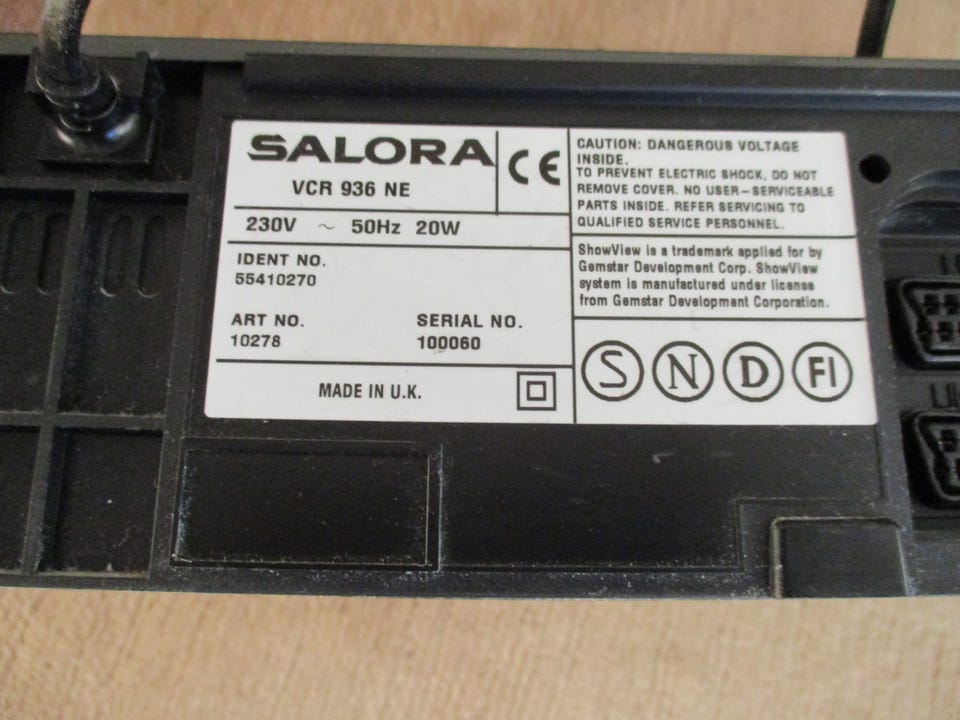 SALORA
VCR 936 NE
CE
230V ~ 50Hz 20W
IDENT NO.
55410270
ART NO.
10278
SERIAL NO.
100060
MADE IN U.K.
CAUTION: DANGEROUS VOLTAGE
INSIDE.
TO PREVENT ELECTRIC SHOCK, DO NOT
REMOVE COVER. NO USER-SERVICEABLE
PARTS INSIDE. REFER SERVICING TO
QUALIFIED SERVICE PERSONNEL.
ShowView is a trademark applied for by
Gemstar Development Corp. ShowView
system is manufactured under license
from Gemstar Development Corporation.
S N D FI